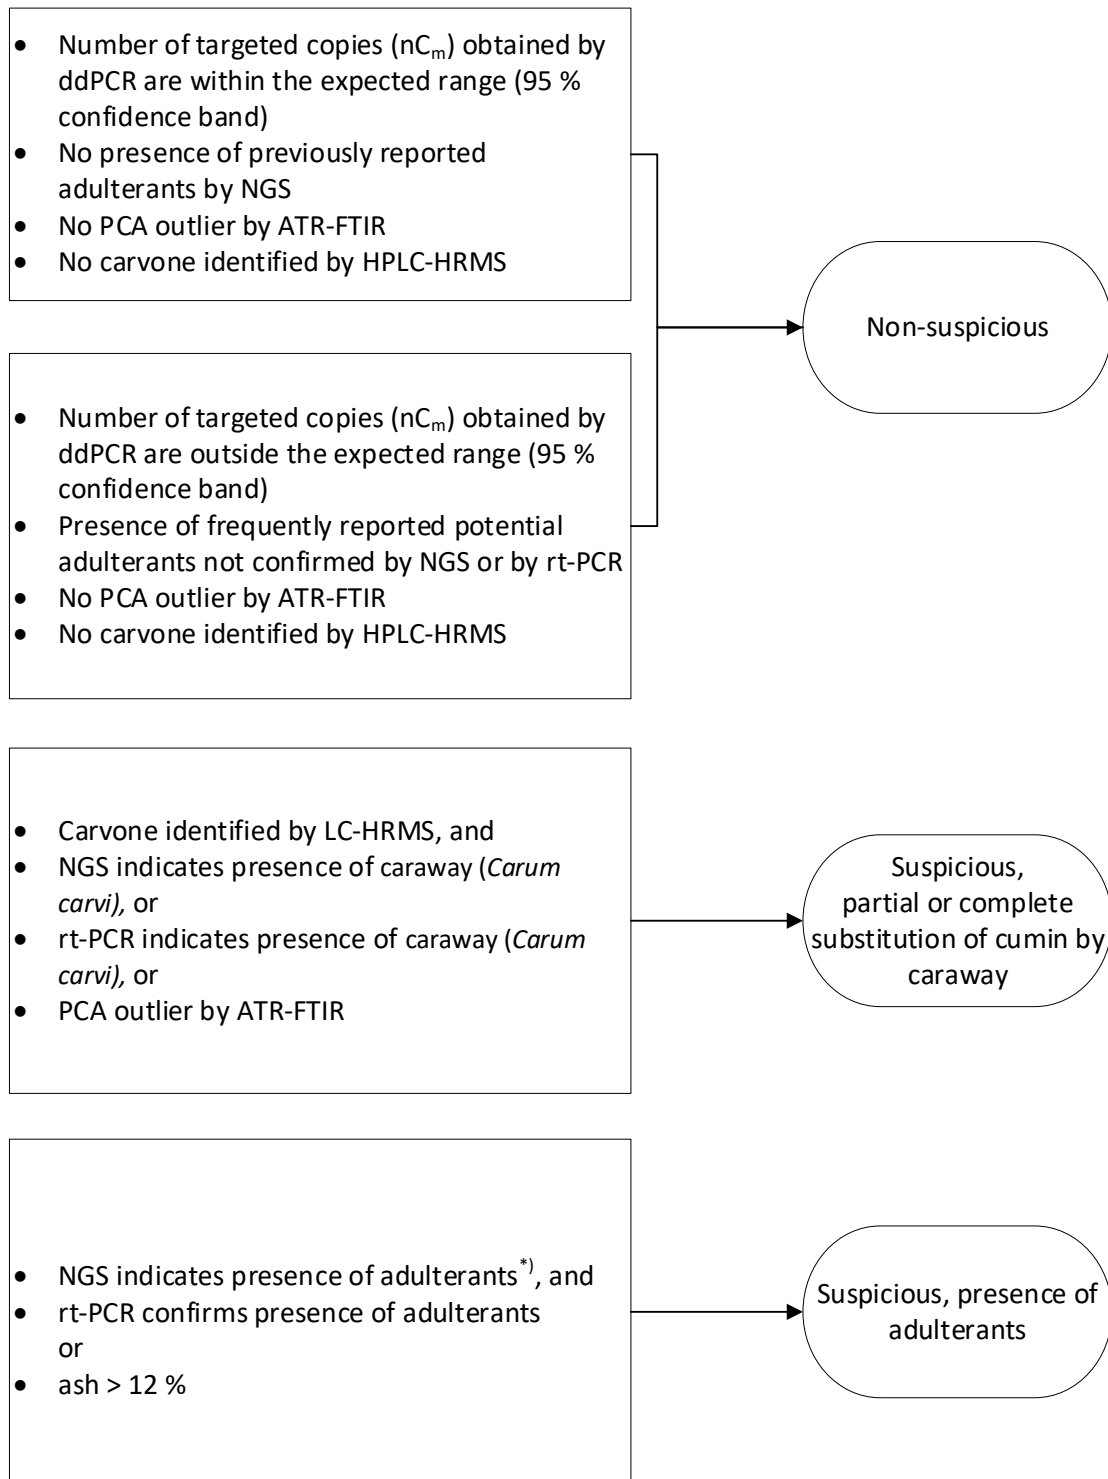 • Number of targeted copies (nCm) obtained by
ddPCR are within the expected range (95 %
confidence band)
• No presence of previously reported
adulterants by NGS
• No PCA outlier by ATR-FTIR
• No carvone identified by HPLC-HRMS
Non-suspicious
• Number of targeted copies (nCm) obtained by
ddPCR are outside the expected range (95 %
confidence band)
• Presence of frequently reported potential
adulterants not confirmed by NGS or by rt-PCR
• No PCA outlier by ATR-FTIR
• No carvone identified by HPLC-HRMS
• Carvone identified by LC-HRMS, and
• NGS indicates presence of caraway (Carum
carvi), or
• rt-PCR indicates presence of caraway (Carum
carvi), or
• PCA outlier by ATR-FTIR
Suspicious,
partial or complete
substitution of cumin by
caraway
• NGS indicates presence of adulterants*), and
• rt-PCR confirms presence of adulterants
or
• ash > 12 %
Suspicious, presence of
adulterants